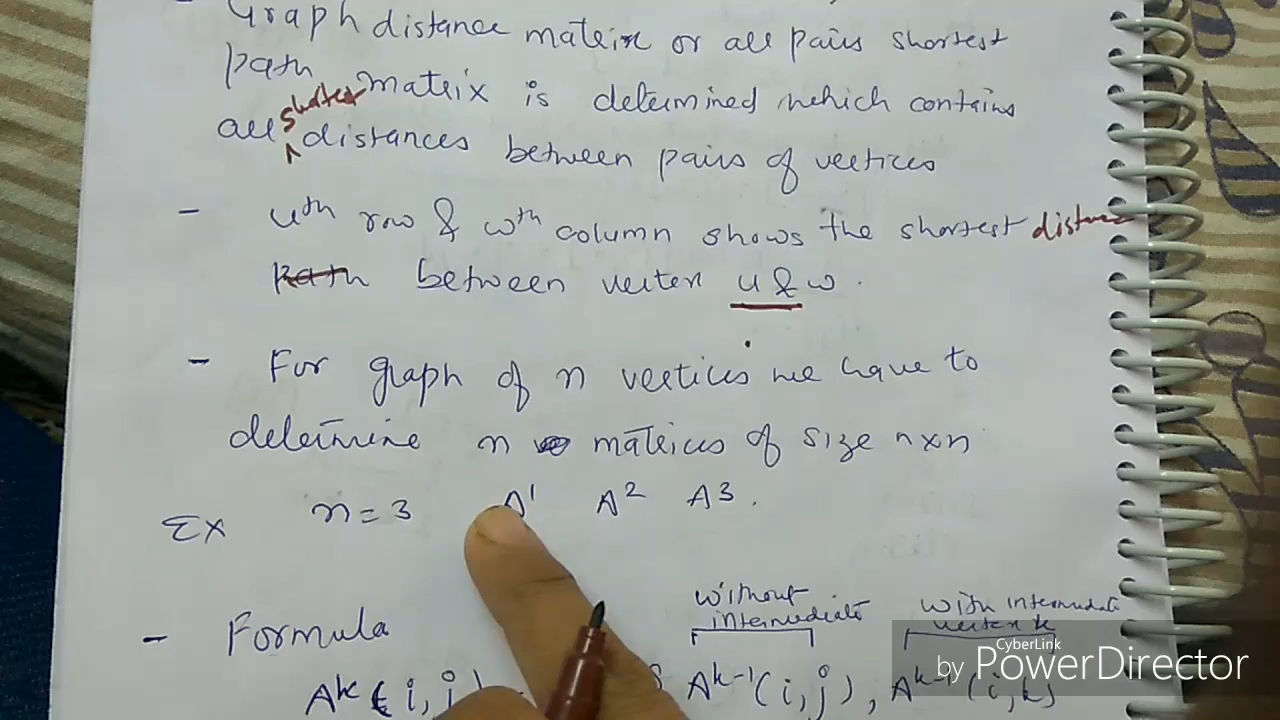 - Graph distance matrix or all pairs shortest
path matrix is determined which contains
all shortest distances between pairs of vertices
- uth row & wth column shows the shortest distance
path between vertex u & w.
- For graph of n vertices we have to
determine n matrices of size n x n
Ex n = 3 A1 A2 A3.
without intermediate with intermediate vertex k
- Formula
Ak (i, j) Ak-1 (i, j), Ak-1 (i, k)
CyberLink
by PowerDirector